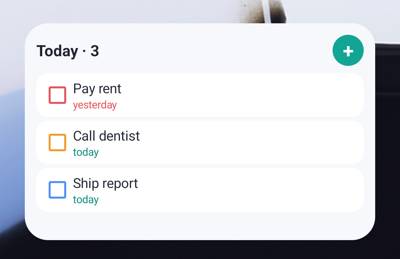 Today · 3
+
Pay rent
yesterday
Call dentist
today
Ship report
today